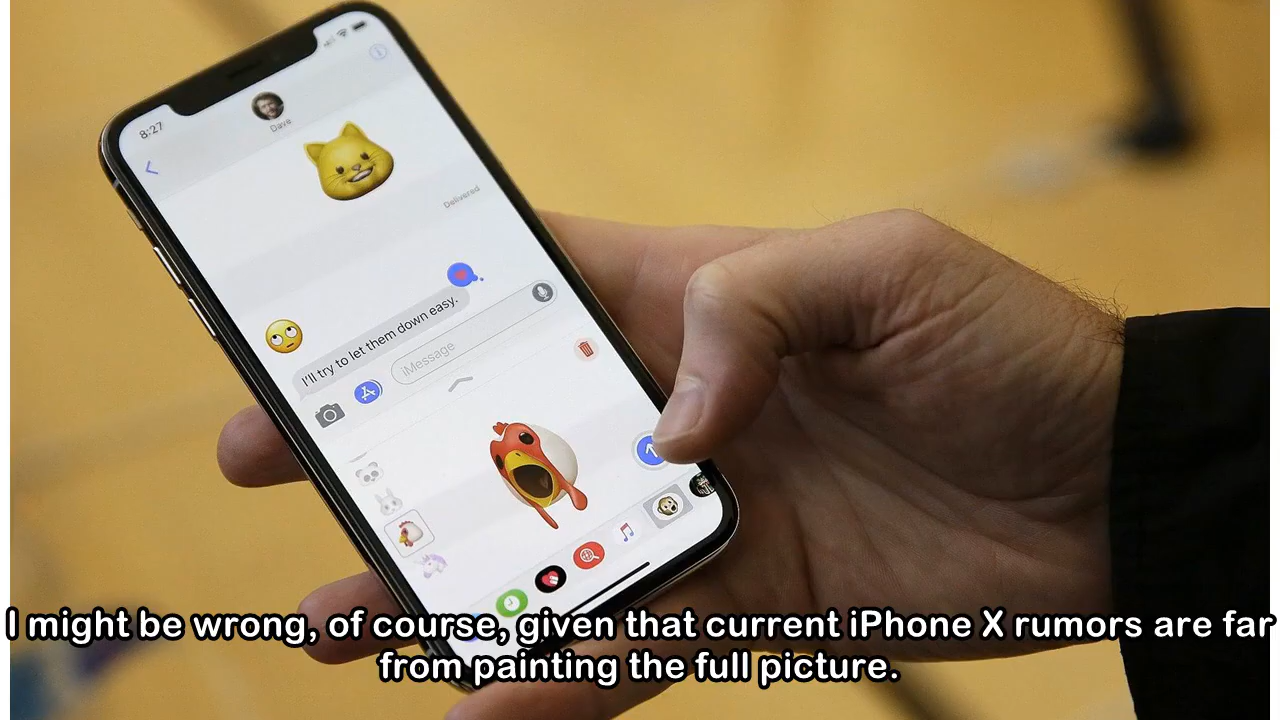 8:27
Dave
Delivered
I'll try to let them down easy.
iMessage
I might be wrong, of course, given that current iPhone X rumors are far
from painting the full picture.